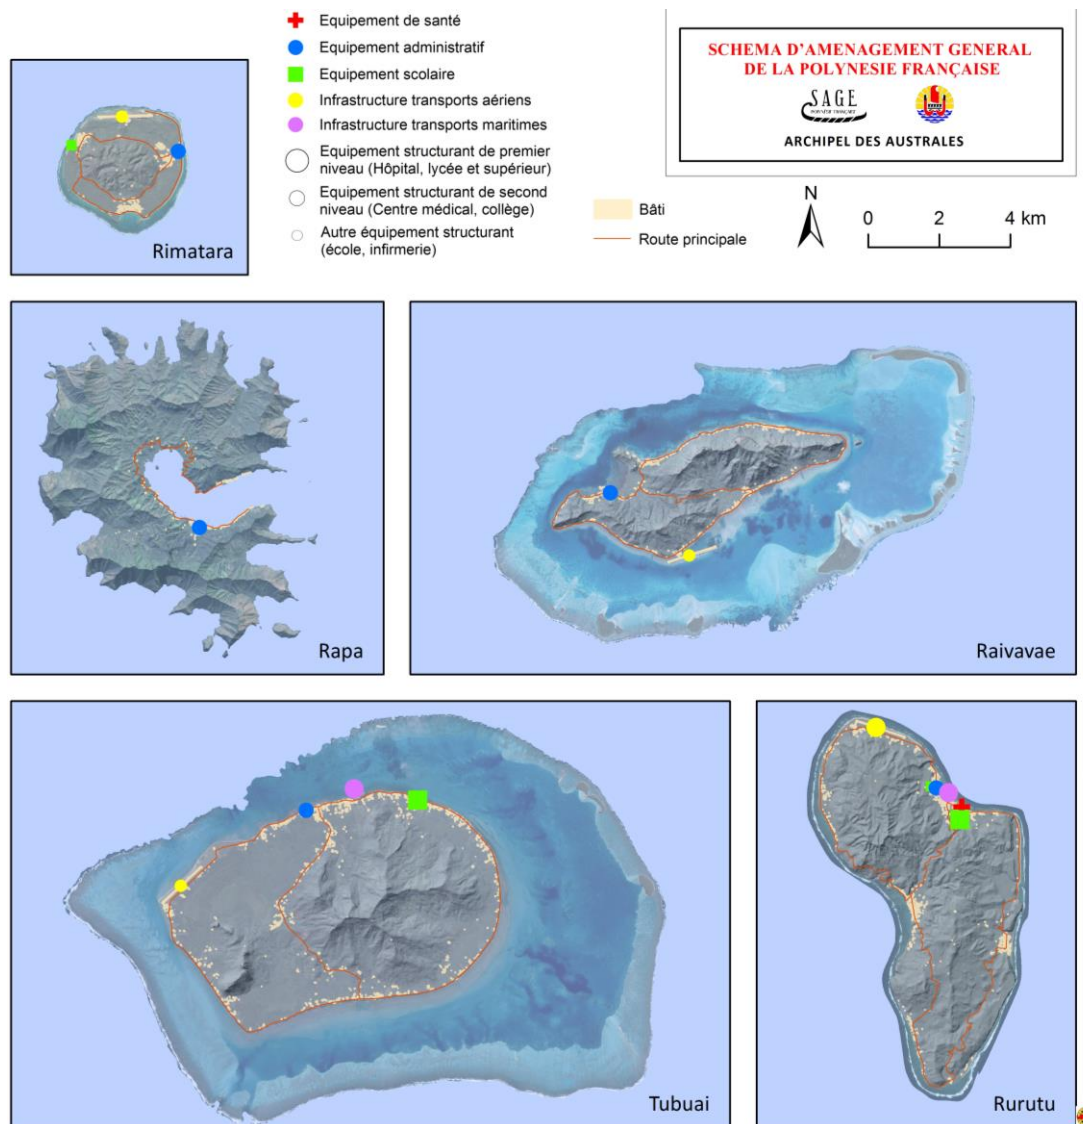 Equipement de santé
Equipement administratif
Equipement scolaire
Infrastructure transports aériens
Infrastructure transports maritimes
Equipement structurant de premier
niveau (Hôpital, lycée et supérieur)
Equipement structurant de second
niveau (Centre médical, collège)
Autre équipement structurant
(école, infirmerie)
Bâti
Route principale
SCHEMA D'AMENAGEMENT GENERAL
DE LA POLYNESIE FRANÇAISE
SAGE
POLYNÉSIE FRANÇAISE
ARCHIPEL DES AUSTRALES
N
0 2 4 km
Rimatara
Rapa
Raivavae
Tubuai
Rurutu